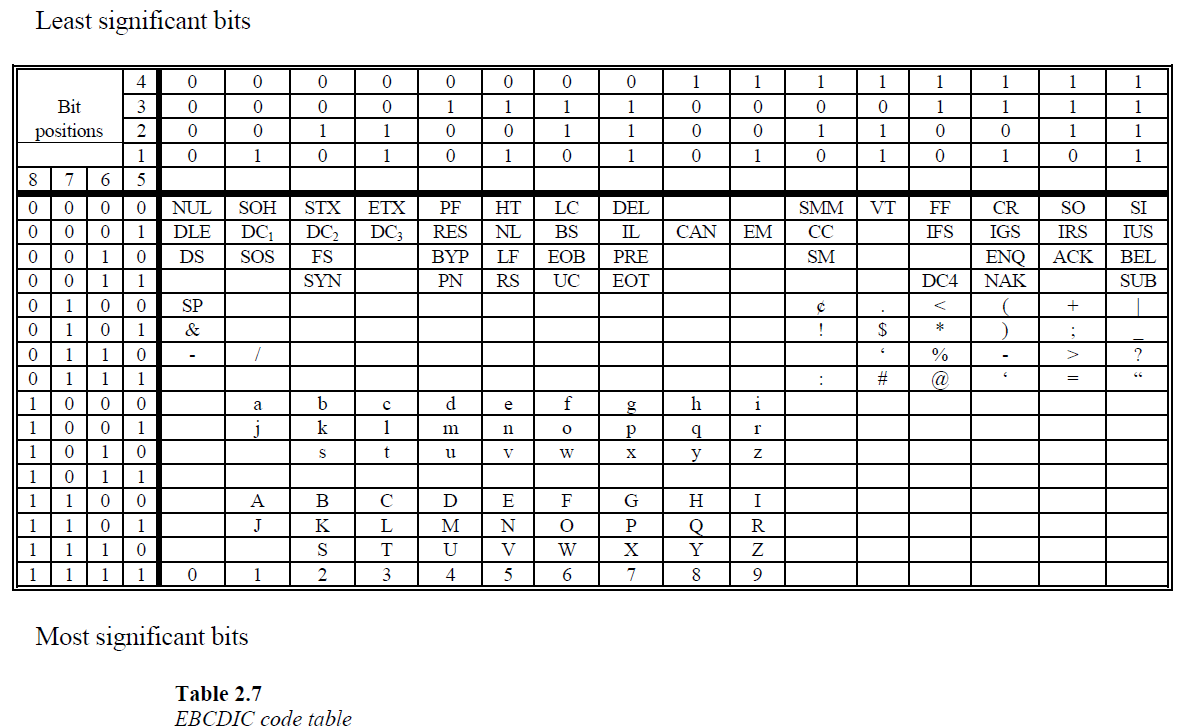 Least significant bits
4 0 0 0 0 0 0 0 0 1 1 1 1 1 1 1 1
Bit 3 0 0 0 0 1 1 1 1 0 0 0 0 1 1 1 1
positions 2 0 0 1 1 0 0 1 1 0 0 1 1 0 0 1 1
1 0 1 0 1 0 1 0 1 0 1 0 1 0 1 0 1
8 7 6 5
0 0 0 0 NUL SOH STX ETX PF HT LC DEL SMM VT FF CR SO SI
0 0 0 1 DLE DC1 DC2 DC3 RES NL BS IL CAN EM CC IFS IGS IRS IUS
0 0 1 0 DS SOS FS BYP LF EOB PRE SM ENQ ACK BEL
0 0 1 1 SYN PN RS UC EOT DC4 NAK SUB
0 1 0 0 SP ¢ . < ( + |
0 1 0 1 & ! $ * ) ; _
0 1 1 0 - / ‘ % - > ?
0 1 1 1 : # @ ‘ = “
1 0 0 0 a b c d e f g h i
1 0 0 1 j k l m n o p q r
1 0 1 0 s t u v w x y z
1 0 1 1
1 1 0 0 A B C D E F G H I
1 1 0 1 J K L M N O P Q R
1 1 1 0 S T U V W X Y Z
1 1 1 1 0 1 2 3 4 5 6 7 8 9
Most significant bits
Table 2.7
EBCDIC code table